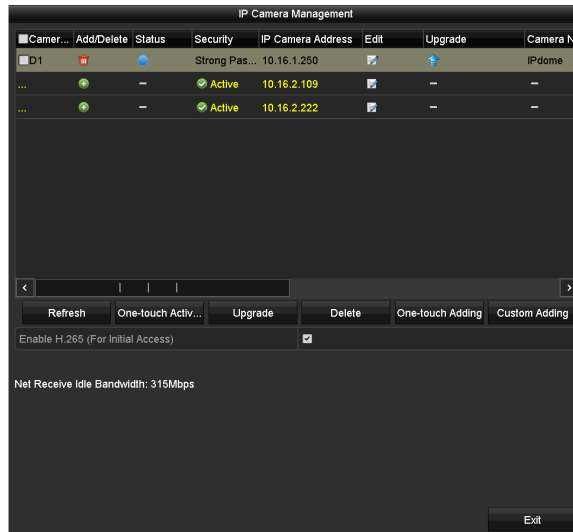 IP Camera Management
Camer... Add/Delete Status Security IP Camera Address Edit Upgrade Camera N
D1 Strong Pas... 10.16.1.250 IPdome
... – Active 10.16.2.109 – –
... – Active 10.16.2.222 – –
Refresh One-touch Activ... Upgrade Delete One-touch Adding Custom Adding
Enable H.265 (For Initial Access)
Net Receive Idle Bandwidth: 315Mbps
Exit